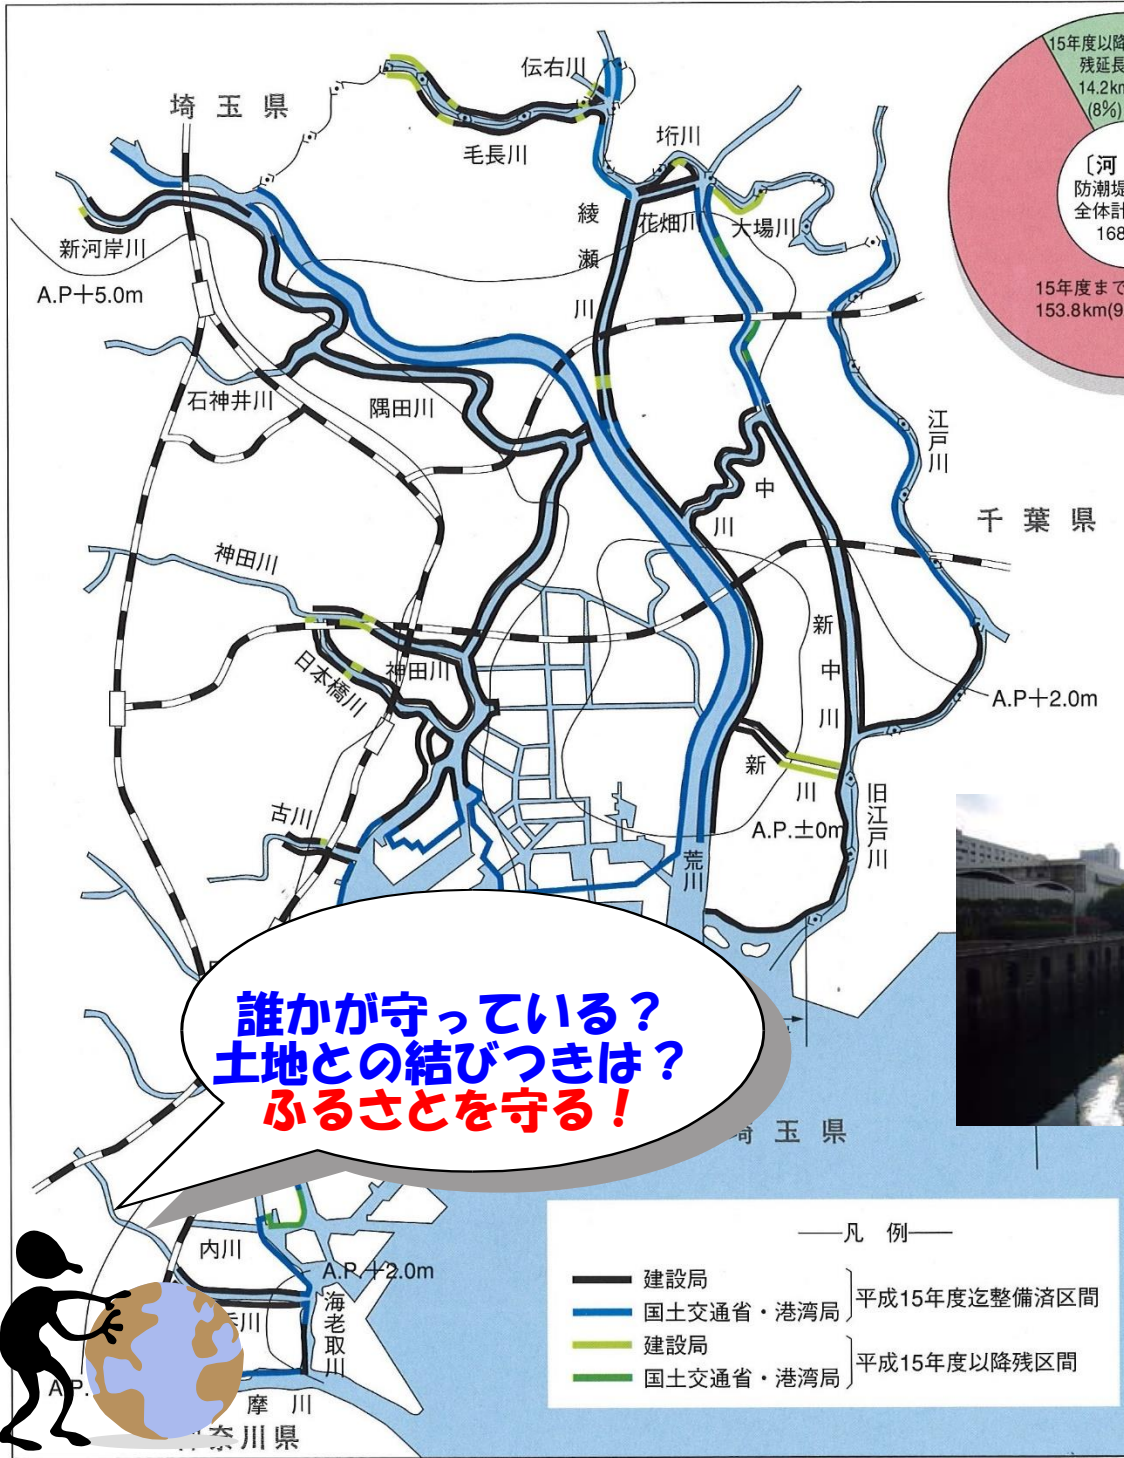 埼玉県
伝右川
毛長川
垳川
綾瀬川
花畑川
大場川
新河岸川
A.P+5.0m
石神井川
隅田川
江戸川
中川
千葉県
神田川
新中川
日本橋川
神田川
A.P+2.0m
新川
A.P.±0m
旧江戸川
古川
荒川
15年度以降
残延長
14.2km
(8%)
〔河
防潮堤
全体計
168
15年度まで
153.8km(9
誰かが守っている？
土地との結びつきは？
ふるさとを守る！
埼玉県
内川
A.P.+2.0m
海老取川
川
A.P.
摩川
神奈川県
──凡　例──
建設局
国土交通省・港湾局
平成15年度迄整備済区間
建設局
国土交通省・港湾局
平成15年度以降残区間